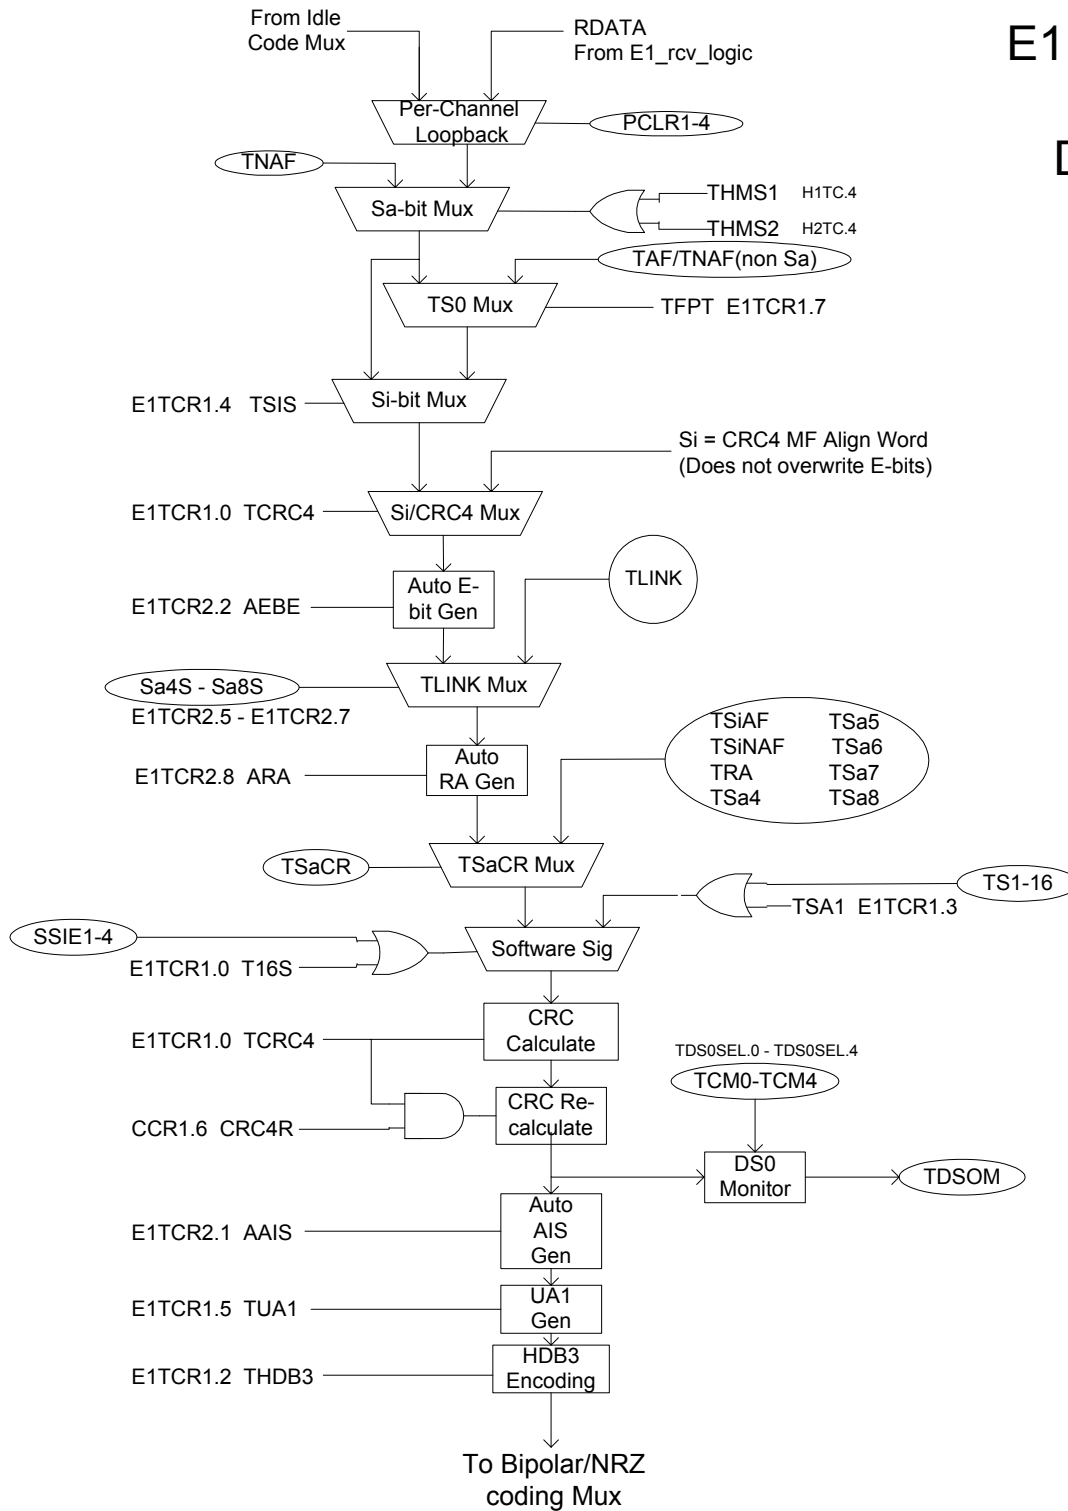 From Idle
Code Mux
RDATA
From E1_rcv_logic
E1
Per-Channel
Loopback
PCLR1-4
D
TNAF
Sa-bit Mux
THMS1 H1TC.4
THMS2 H2TC.4
TAF/TNAF(non Sa)
TS0 Mux
TFPT E1TCR1.7
E1TCR1.4 TSIS
Si-bit Mux
Si = CRC4 MF Align Word
(Does not overwrite E-bits)
E1TCR1.0 TCRC4
Si/CRC4 Mux
Auto E-
bit Gen
TLINK
E1TCR2.2 AEBE
Sa4S - Sa8S
TLINK Mux
E1TCR2.5 - E1TCR2.7
TSiAF TSa5
TSiNAF TSa6
TRA TSa7
TSa4 TSa8
E1TCR2.8 ARA
Auto
RA Gen
TSaCR
TSaCR Mux
TS1-16
TSA1 E1TCR1.3
SSIE1-4
Software Sig
E1TCR1.0 T16S
E1TCR1.0 TCRC4
CRC
Calculate
TDS0SEL.0 - TDS0SEL.4
TCM0-TCM4
CCR1.6 CRC4R
CRC Re-
calculate
DS0
Monitor
TDSOM
E1TCR2.1 AAIS
Auto
AIS
Gen
E1TCR1.5 TUA1
UA1
Gen
E1TCR1.2 THDB3
HDB3
Encoding
To Bipolar/NRZ
coding Mux